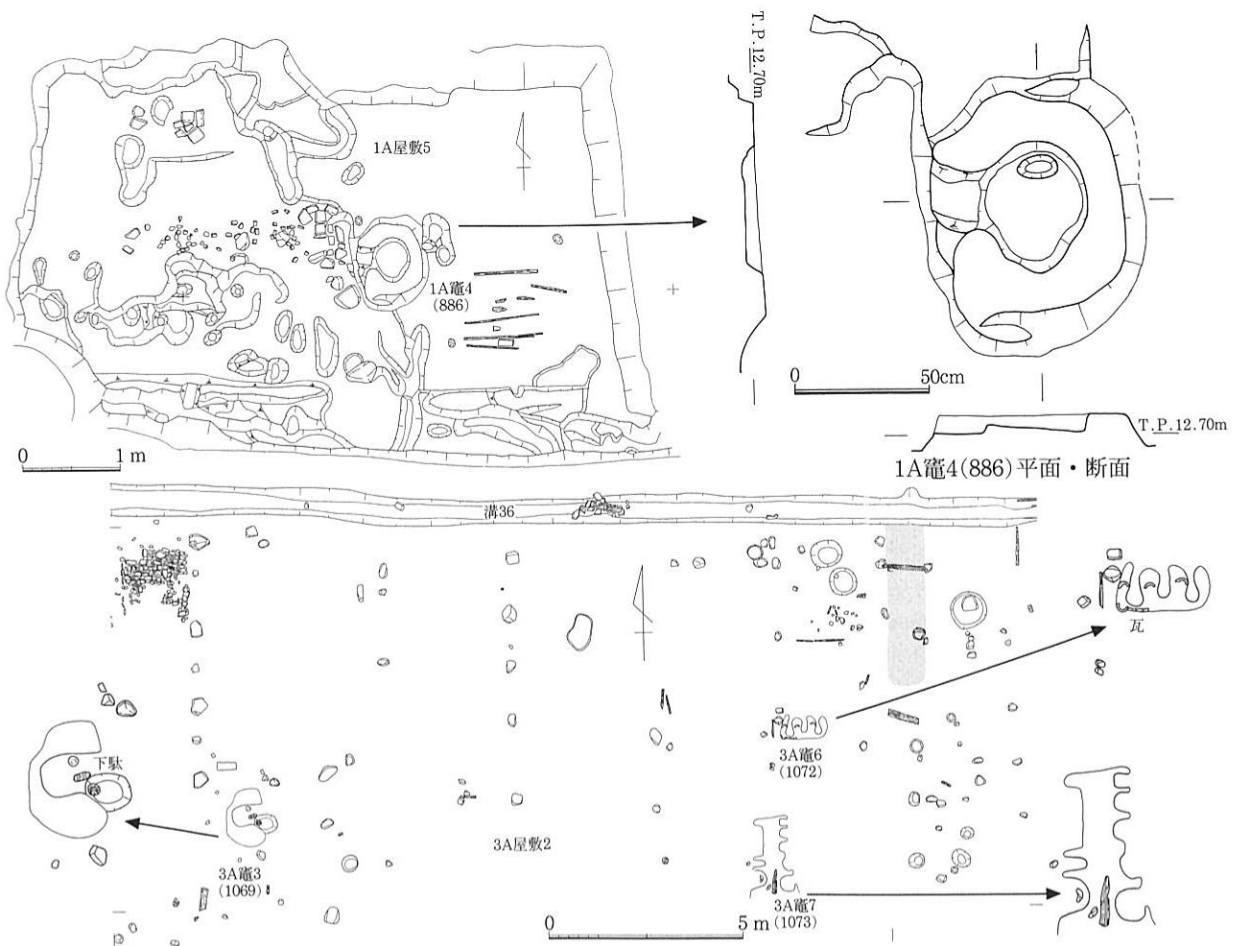 T.P.12.70m
1A屋敷5
1A竈4
(886)
0 1m
0 50cm
T.P.12.70m
1A竈4(886)平面・断面
溝36
瓦
3A竈6
(1072)
下駄
3A竈3
(1069)
3A屋敷2
3A竈7
(1073)
0 5m